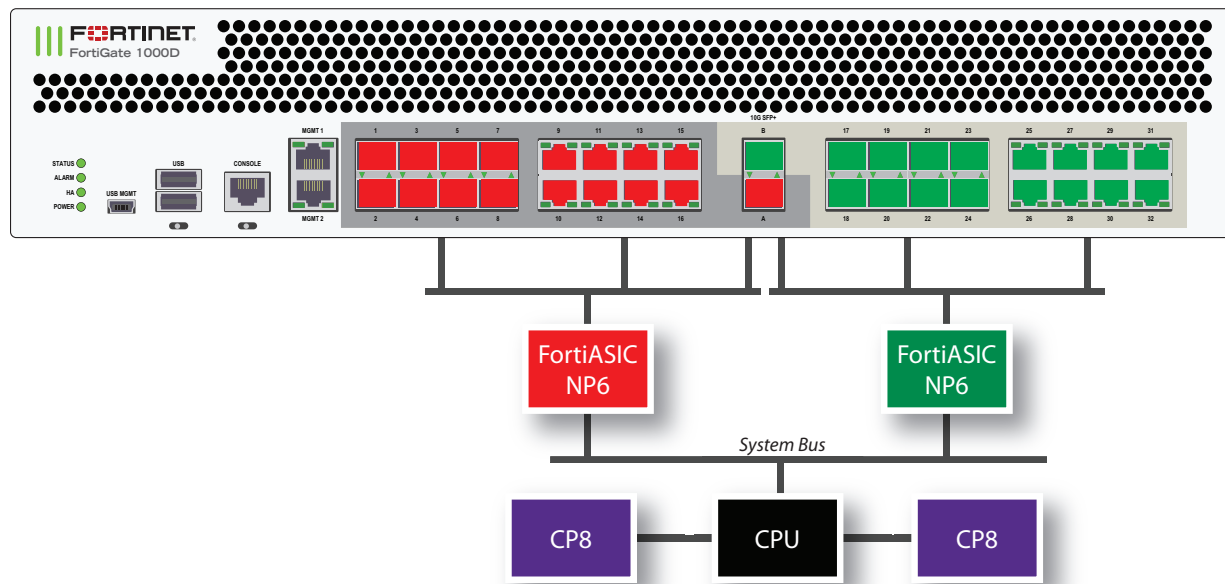 FORTINET
FortiGate 1000D
10G SFP+
MGMT 1 1 3 5 7 9 11 13 15 B 17 19 21 23 25 27 29 31
STATUS USB CONSOLE
ALARM
HA
USB MGMT
POWER
MGMT 2 2 4 6 8 10 12 14 16 A 18 20 22 24 26 28 30 32
FortiASIC
NP6
FortiASIC
NP6
System Bus
CP8 CPU CP8